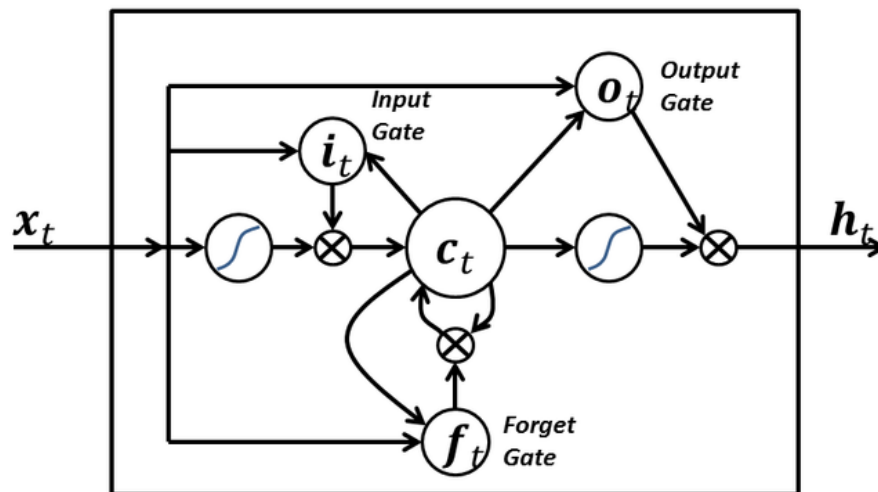 Output
Gate
o_t
Input
Gate
i_t
x_t
c_t
h_t
f_t
Forget
Gate